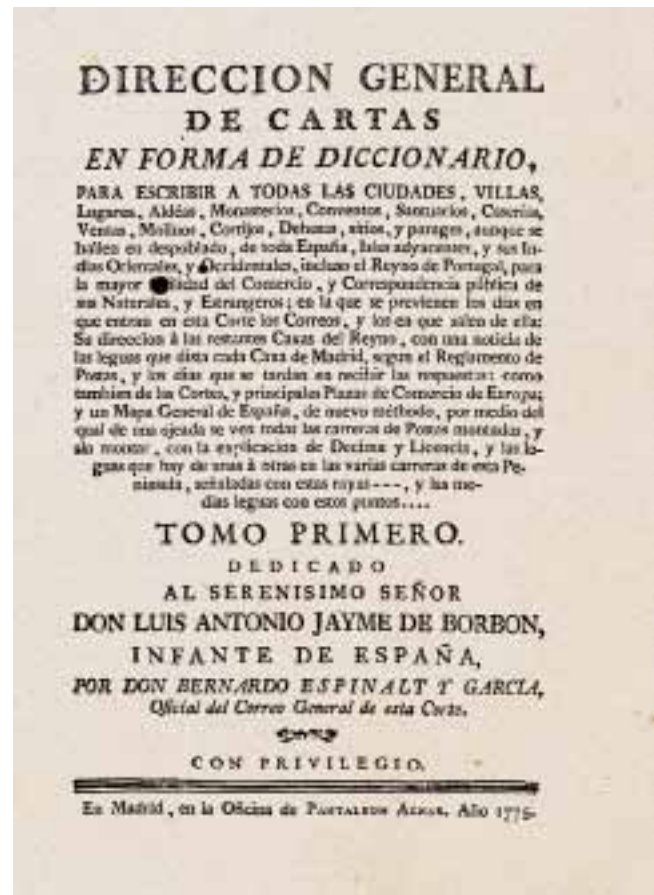 DIRECCION GENERAL
DE CARTAS
EN FORMA DE DICCIONARIO,
PARA ESCRIBIR A TODAS LAS CIUDADES, VILLAS,
Lugares, Aldéas, Monasterios, Conventos, Santuarios, Caserías,
Ventas, Molinos, Cortijos, Dehesas, sitios, y parages, aunque se
hallen en despoblado, de toda España, Islas adyacentes, y sus In-
dias Orientales, y Occidentales, incluso el Reyno de Portugal, para
la mayor utilidad del Comercio, y Correspondencia pública de
sus Naturales, y Estrangeros; en la que se previenen los dias en
que entran en esta Corte los Correos, y los en que salen de ella:
Su direccion á las restantes Caxas del Reyno, con una noticia de
las leguas que dista cada Caxa de Madrid, segun el Reglamento de
Postas, y los dias que se tardan en recibir las respuestas: como
tambien de las Cortes, y principales Plazas de Comercio de Europa;
y un Mapa General de España, de nuevo méthodo, por medio del
qual de una ojeada se ven todas las carreras de Postas montadas, y
sin montar, con la explicacion de Decima y Licencia, y las le-
guas que hay de unas á otras en las varias carreras de esta Pe-
ninsula, señaladas con estas rayas ---, y las me-
dias leguas con estos puntos....
TOMO PRIMERO.
DEDICADO
AL SERENISIMO SEÑOR
DON LUIS ANTONIO JAYME DE BORBON,
INFANTE DE ESPAÑA,
POR DON BERNARDO ESPINALT Y GARCIA,
Oficial del Correo General de esta Corte.
CON PRIVILEGIO.
En Madrid, en la Oficina de PANTALEON AZNAR. Año 1775.